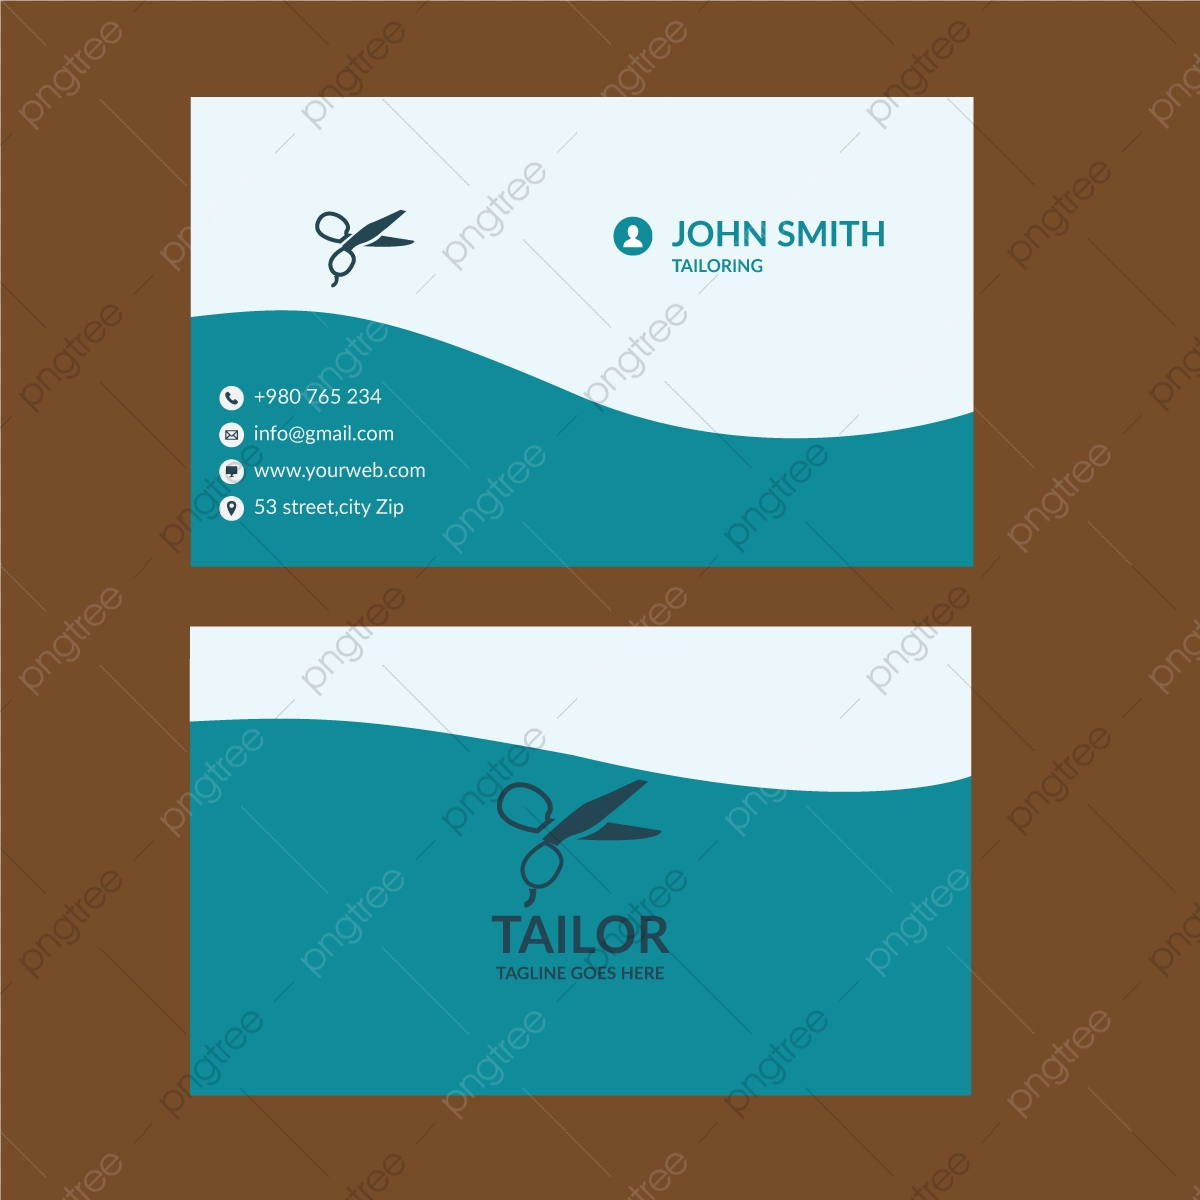 JOHN SMITH
TAILORING
+980 765 234
info@gmail.com
www.yourweb.com
53 street,city Zip
TAILOR
TAGLINE GOES HERE
pngtree